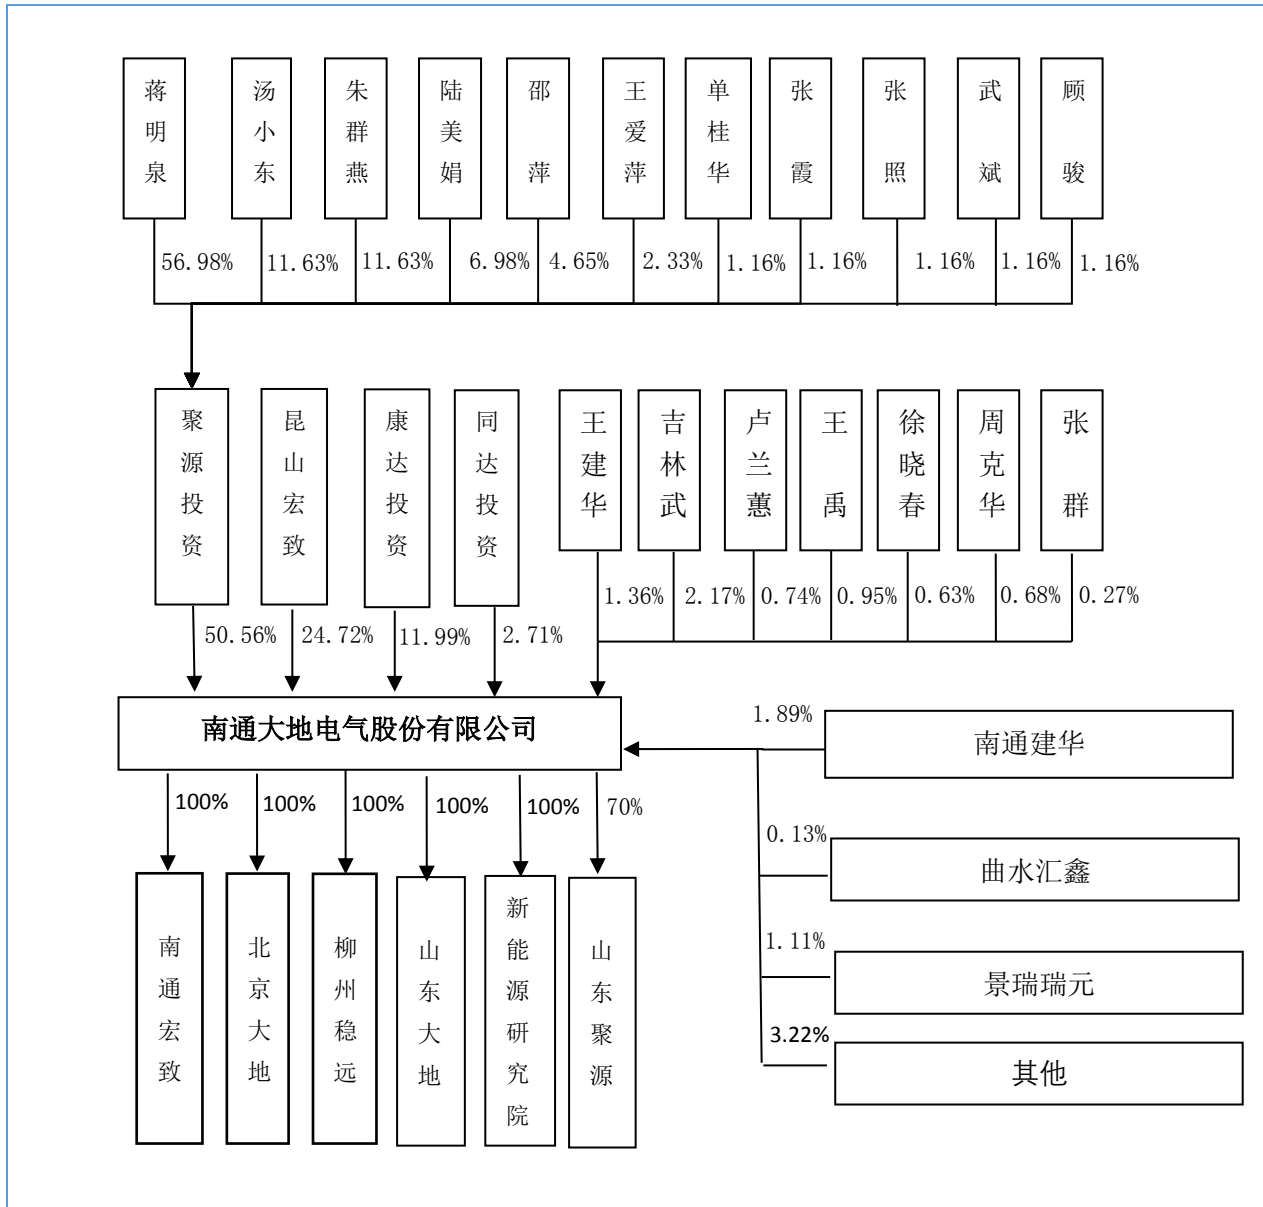 蒋明泉
汤小东
朱群燕
陆美娟
邵萍
王爱萍
单桂华
张霞
张照
武斌
顾骏
56.98%
11.63%
11.63%
6.98%
4.65%
2.33%
1.16%
1.16%
1.16%
1.16%
1.16%
聚源投资
昆山宏致
康达投资
同达投资
王建华
吉林武
卢兰蕙
王禹
徐晓春
周克华
张群
1.36%
2.17%
0.74%
0.95%
0.63%
0.68%
0.27%
50.56%
24.72%
11.99%
2.71%
南通大地电气股份有限公司
1.89%
南通建华
100%
100%
100%
100%
100%
70%
0.13%
曲水汇鑫
1.11%
景瑞瑞元
3.22%
其他
南通宏致
北京大地
柳州稳远
山东大地
新能源研究院
山东聚源